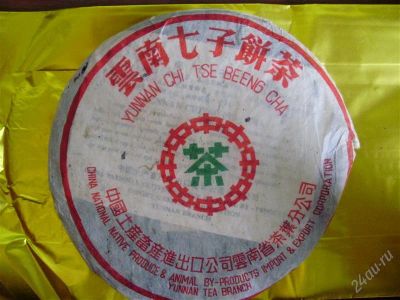 雲南七子餅茶
YUNNAN CHI TSE BEENG CHA
茶
中國土產畜產進出口公司雲南省茶葉分公司
CHINA NATIONAL NATIVE PRODUCE & ANIMAL BY-PRODUCTS IMPORT & EXPORT CORPORATION
YUNNAN TEA BRANCH
24au.ru